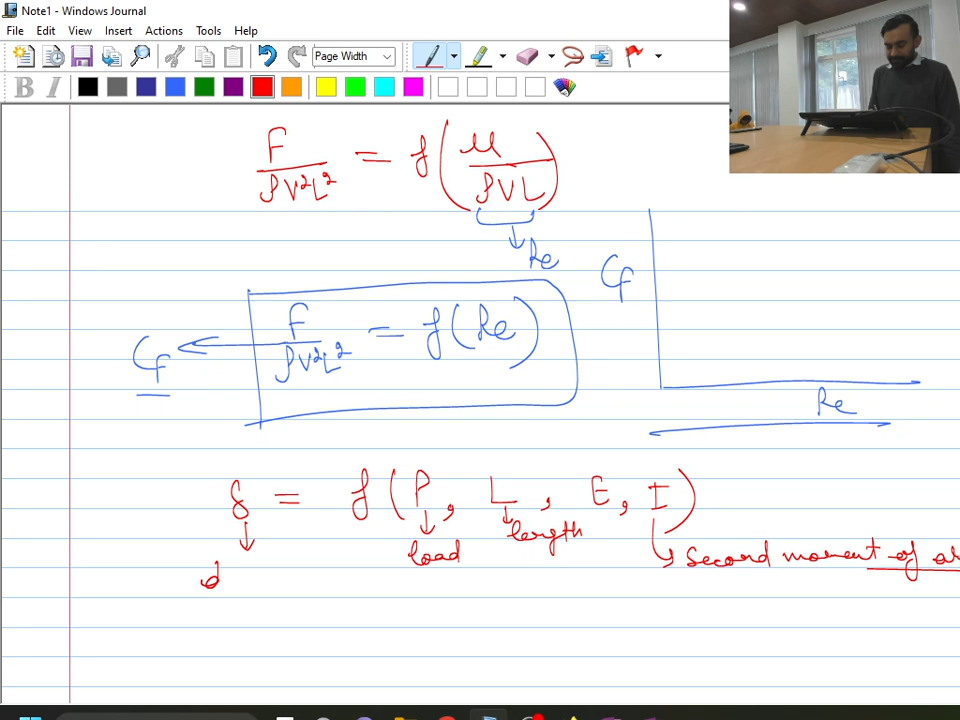 Note1 - Windows Journal
File Edit View Insert Actions Tools Help
Page Width
B I
F/ρV²L² = f(μ/ρVL)
Re
Cf
F/ρV²L² = f(Re)
Cf
Re
δ = f(P, L, E, I)
load length second moment of ar
d